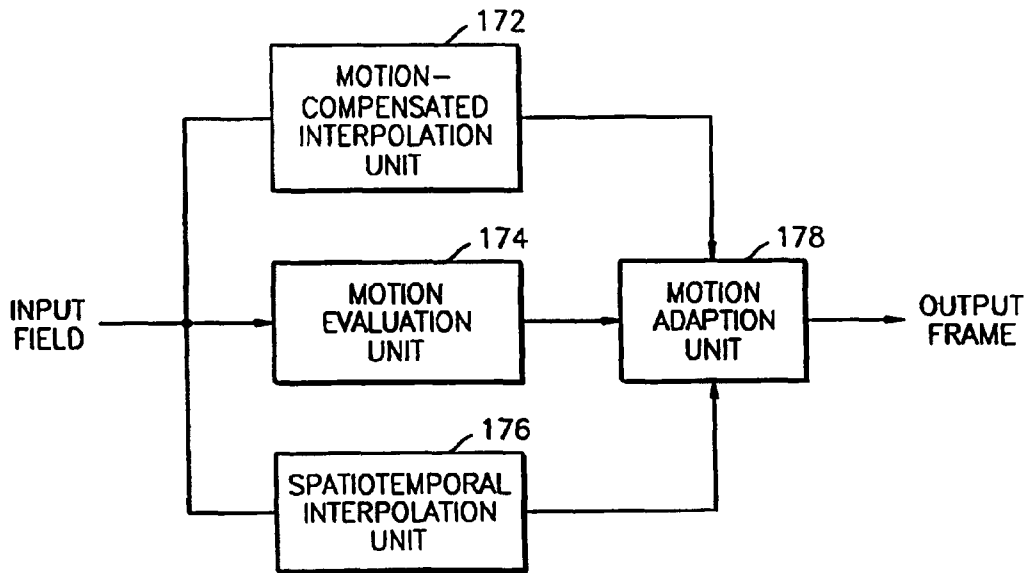 172
MOTION-
COMPENSATED
INTERPOLATION
UNIT
174
MOTION
EVALUATION
UNIT
178
MOTION
ADAPTION
UNIT
INPUT
FIELD
OUTPUT
FRAME
176
SPATIOTEMPORAL
INTERPOLATION
UNIT